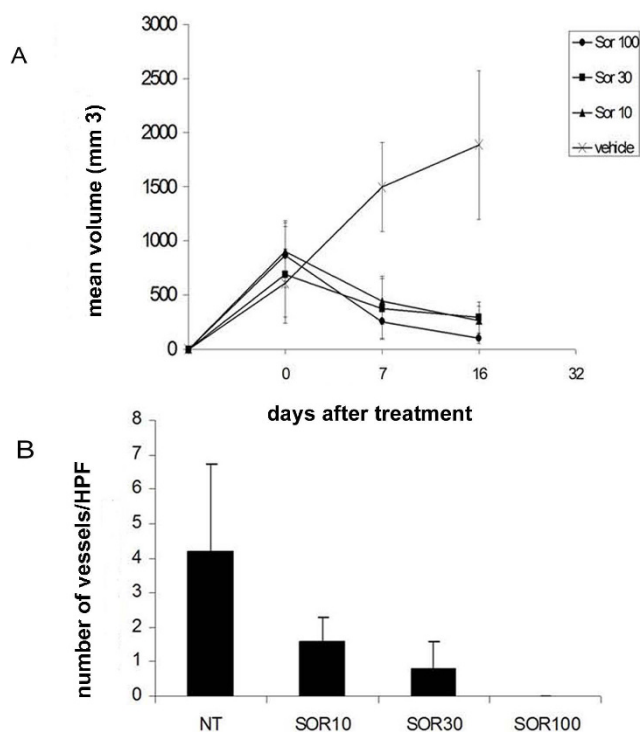 A
mean volume (mm 3)
3000
2500
2000
1500
1000
500
0
0 7 16 32
days after treatment
Sor 100
Sor 30
Sor 10
vehicle
B
number of vessels/HPF
8
7
6
5
4
3
2
1
0
NT SOR10 SOR30 SOR100